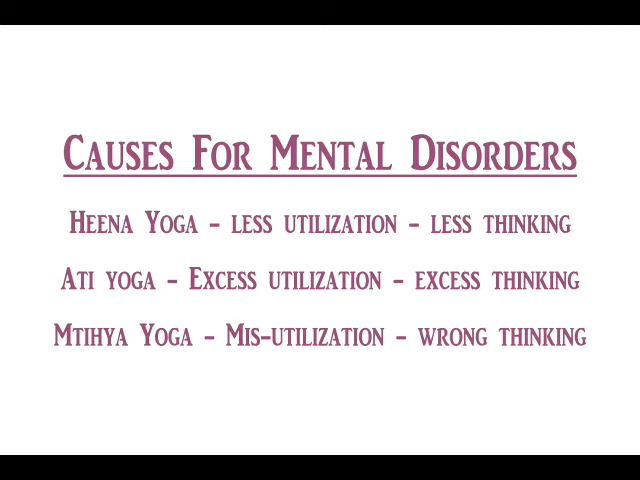 Causes For Mental Disorders
Heena Yoga - less utilization - less thinking
Ati yoga - Excess utilization - excess thinking
Mtihya Yoga - Mis-utilization - wrong thinking